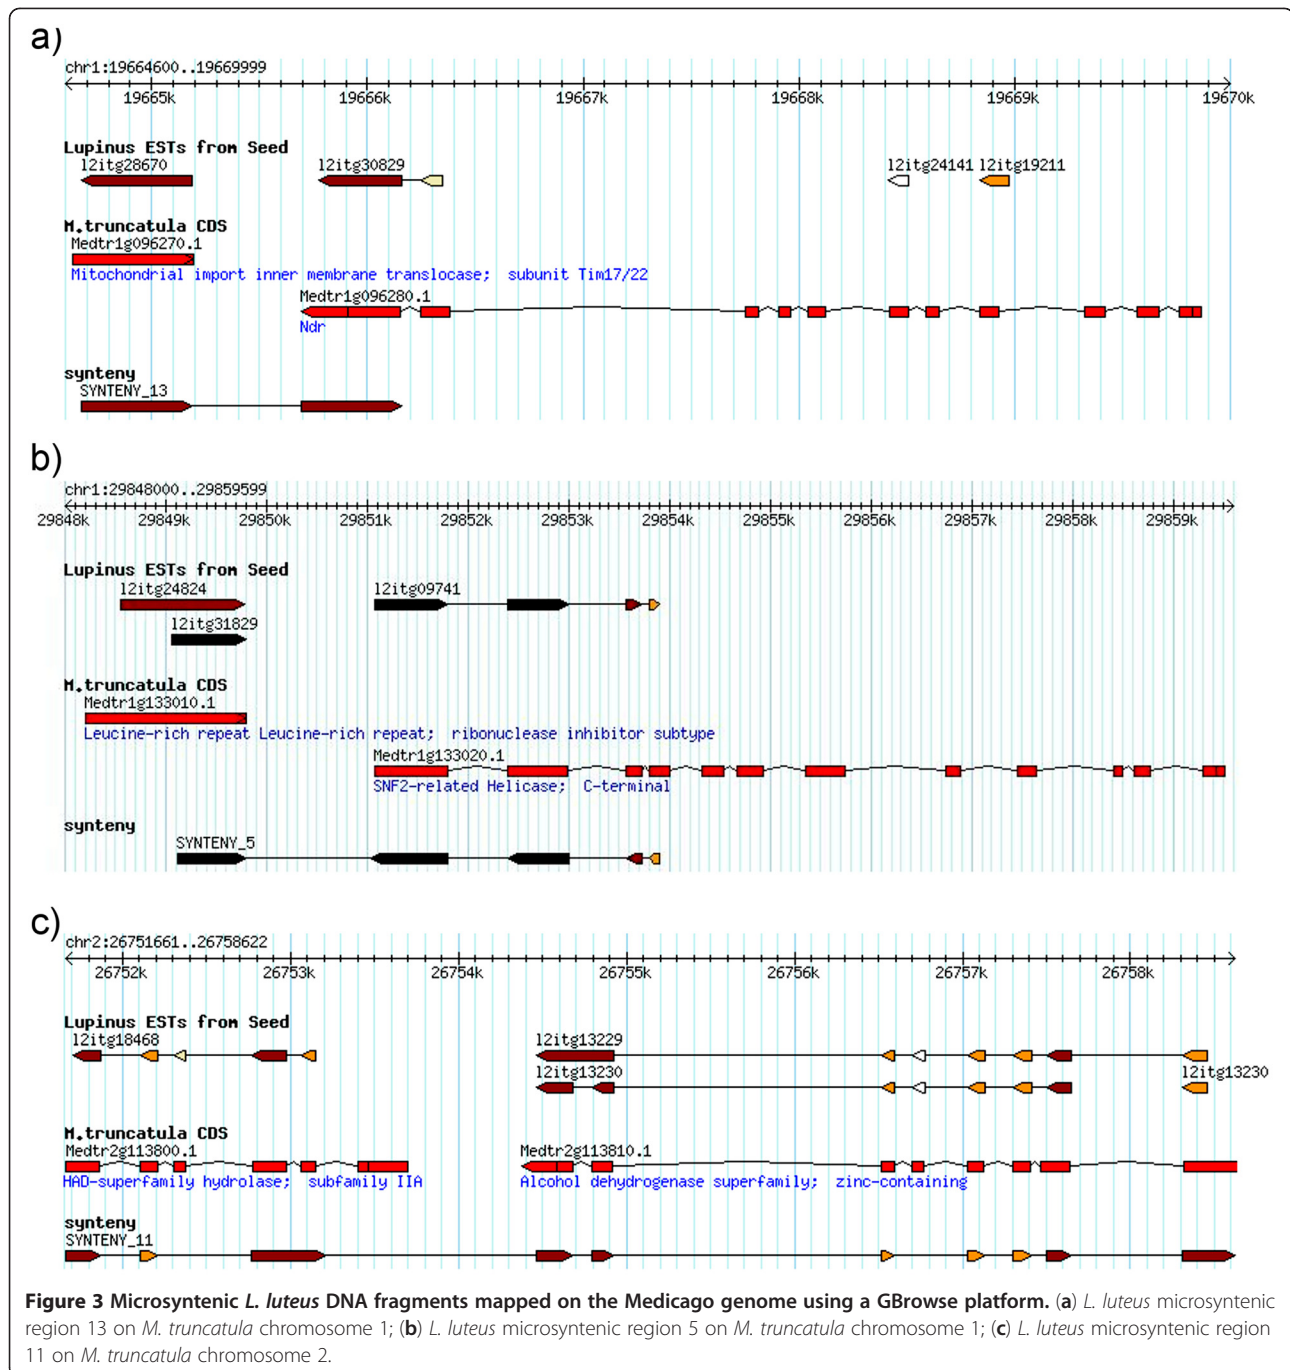 a)
chr1:19664600..19669999
19665k 19666k 19667k 19668k 19669k 19670k
Lupinus ESTs from Seed
l2itg28670 l2itg30829 l2itg24141 l2itg19211
M.truncatula CDS
Medtr1g096270.1
Mitochondrial import inner membrane translocase; subunit Tim17/22
Medtr1g096280.1
Ndr
synteny
SYNTENY_13
b)
chr1:29848000..29859599
29848k 29849k 29850k 29851k 29852k 29853k 29854k 29855k 29856k 29857k 29858k 29859k
Lupinus ESTs from Seed
l2itg24824 l2itg09741
l2itg31829
M.truncatula CDS
Medtr1g133010.1
Leucine-rich repeat Leucine-rich repeat; ribonuclease inhibitor subtype
Medtr1g133020.1
SNF2-related Helicase; C-terminal
synteny
SYNTENY_5
c)
chr2:26751661..26758622
26752k 26753k 26754k 26755k 26756k 26757k 26758k
Lupinus ESTs from Seed
l2itg18468 l2itg13229
l2itg13230 l2itg13230
M.truncatula CDS
Medtr2g113800.1 Medtr2g113810.1
HAD-superfamily hydrolase; subfamily IIA Alcohol dehydrogenase superfamily; zinc-containing
synteny
SYNTENY_11
Figure 3 Microsyntenic L. luteus DNA fragments mapped on the Medicago genome using a GBrowse platform. (a) L. luteus microsyntenic
region 13 on M. truncatula chromosome 1; (b) L. luteus microsyntenic region 5 on M. truncatula chromosome 1; (c) L. luteus microsyntenic region
11 on M. truncatula chromosome 2.